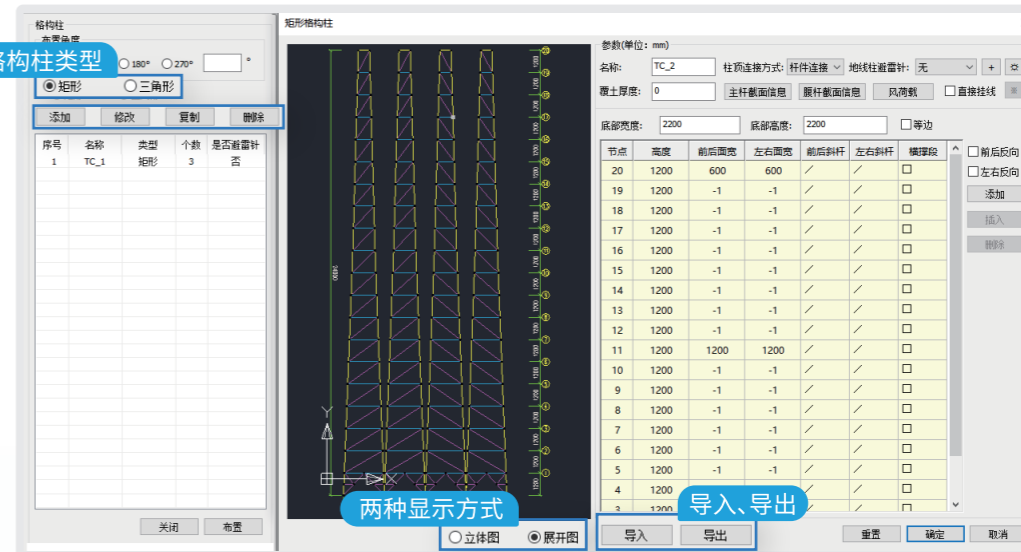 格构柱
布置角度
构柱类型
180°
270°
°
矩形
三角形
添加
修改
复制
删除
序号 名称 类型 个数 是否避雷针
1 TC_1 矩形 3 否
关闭
布置
矩形格构柱
Y
X
两种显示方式
立体图
展开图
参数(单位: mm)
名称: TC_2 柱顶连接方式: 杆件连接 地线柱避雷针: 无 +
覆土厚度: 0 主杆截面信息 腹杆截面信息 风荷载 直接挂线
底部宽度: 2200 底部高度: 2200 等边
节点 高度 前后面宽 左右面宽 前后斜杆 左右斜杆 横撑段
20 1200 600 600 / /
19 1200 -1 -1 / /
18 1200 -1 -1 / /
17 1200 -1 -1 / /
16 1200 -1 -1 / /
15 1200 -1 -1 / /
14 1200 -1 -1 / /
13 1200 -1 -1 / /
12 1200 -1 -1 / /
11 1200 1200 1200 / /
10 1200 -1 -1 / /
9 1200 -1 -1 / /
8 1200 -1 -1 / /
7 1200 -1 -1 / /
6 1200 -1 -1 / /
5 1200 -1 -1 / /
4 1200 / /
3 1200
前后反向
左右反向
添加
插入
删除
导入、导出
导入
导出
重置
确定
取消